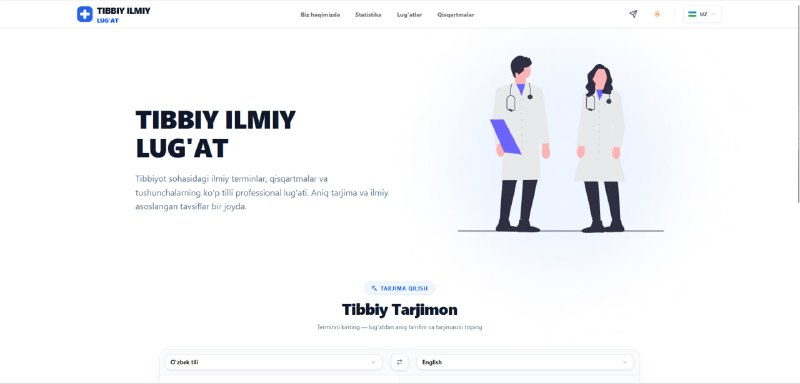 TIBBIY ILMIY
LUG'AT
Biz haqimizda
Statistika
Lug'atlar
Qisqartmalar
UZ
TIBBIY ILMIY
LUG'AT
Tibbiyot sohasidagi ilmiy terminlar, qisqartmalar va
tushunchalarning ko'p tilli professional lug'ati. Aniq tarjima va ilmiy
asoslangan tavsiflar bir joyda.
TARJIMA QILISH
Tibbiy Tarjimon
Terminni kiriting — lug'atdan aniq ta'rifini va tarjimasini toping
O'zbek tili
English